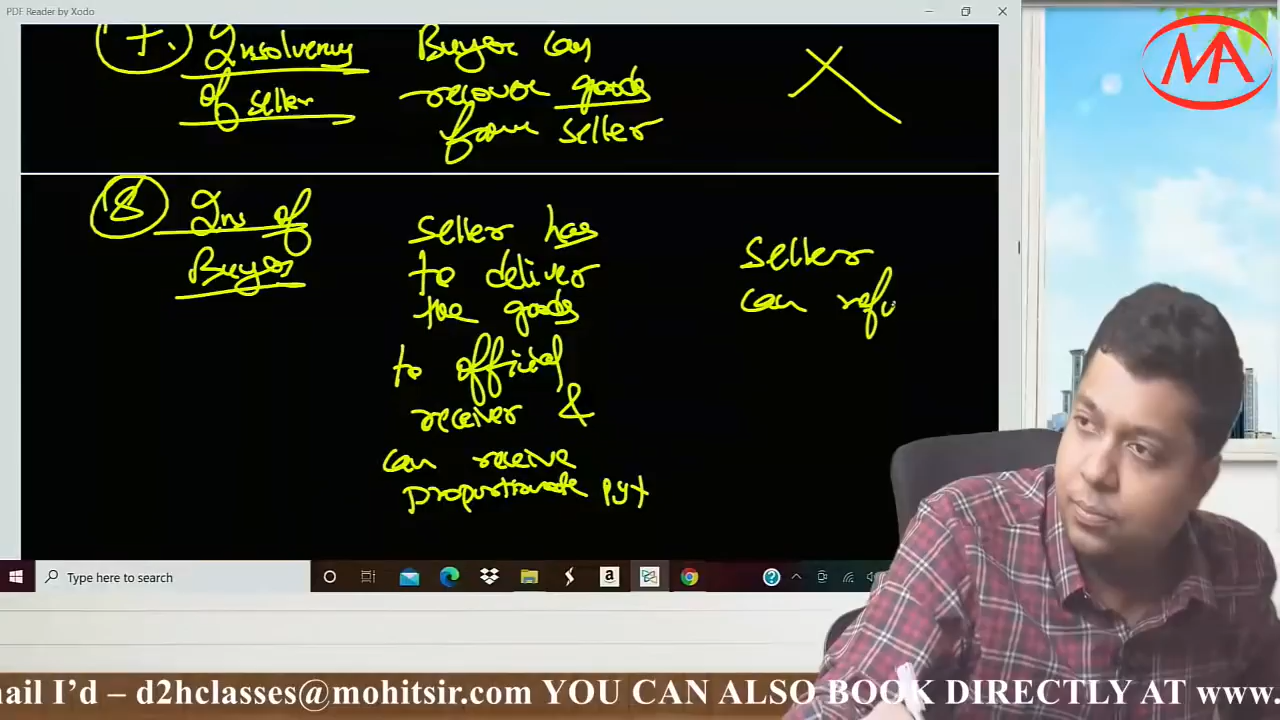 PDF Reader by Xodo
MA
7. Insolvency
of seller
Buyer can
recover goods
from seller
8 Ins of
Buyer
Seller has
to deliver
the goods
to official
receiver &
can receive
proportionate pyt
Seller
can refu
Type here to search
nail I'd – d2hclasses@mohitsir.com YOU CAN ALSO BOOK DIRECTLY AT www.